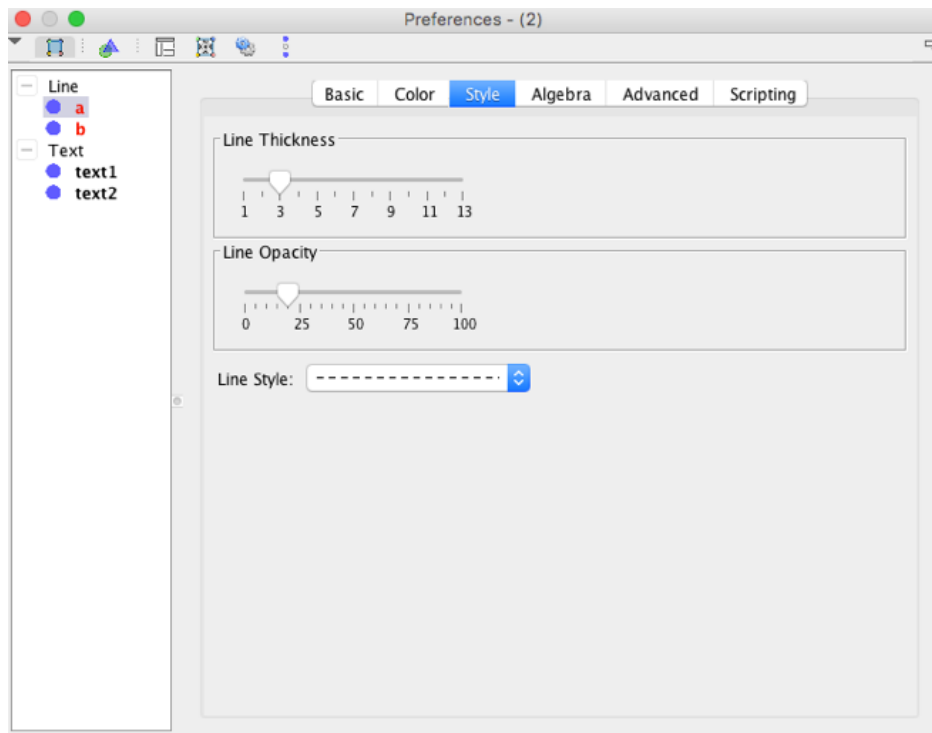 Preferences - (2)
Line
a
b
Text
text1
text2
Basic Color Style Algebra Advanced Scripting
Line Thickness
1 3 5 7 9 11 13
Line Opacity
0 25 50 75 100
Line Style: